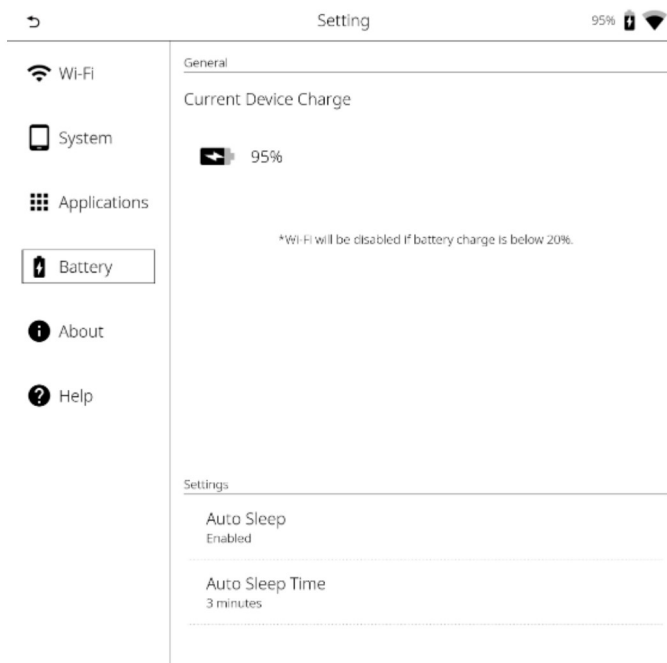 Setting
95%
Wi-Fi
System
Applications
Battery
About
Help
General
Current Device Charge
95%
*Wi-Fi will be disabled if battery charge is below 20%.
Settings
Auto Sleep
Enabled
Auto Sleep Time
3 minutes